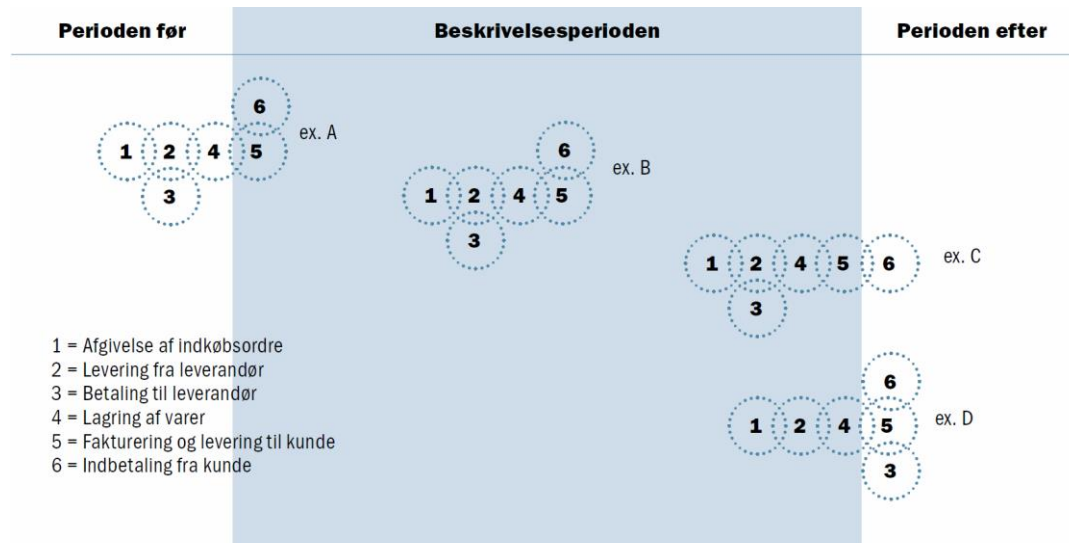 Perioden før
Beskrivelsesperioden
Perioden efter
6
ex. A
1 2 4 5
3
6
ex. B
1 2 4 5
3
ex. C
1 2 4 5 6
3
1 = Afgivelse af indkøbsordre
2 = Levering fra leverandør
3 = Betaling til leverandør
4 = Lagring af varer
5 = Fakturering og levering til kunde
6 = Indbetaling fra kunde
6
ex. D
1 2 4 5
3